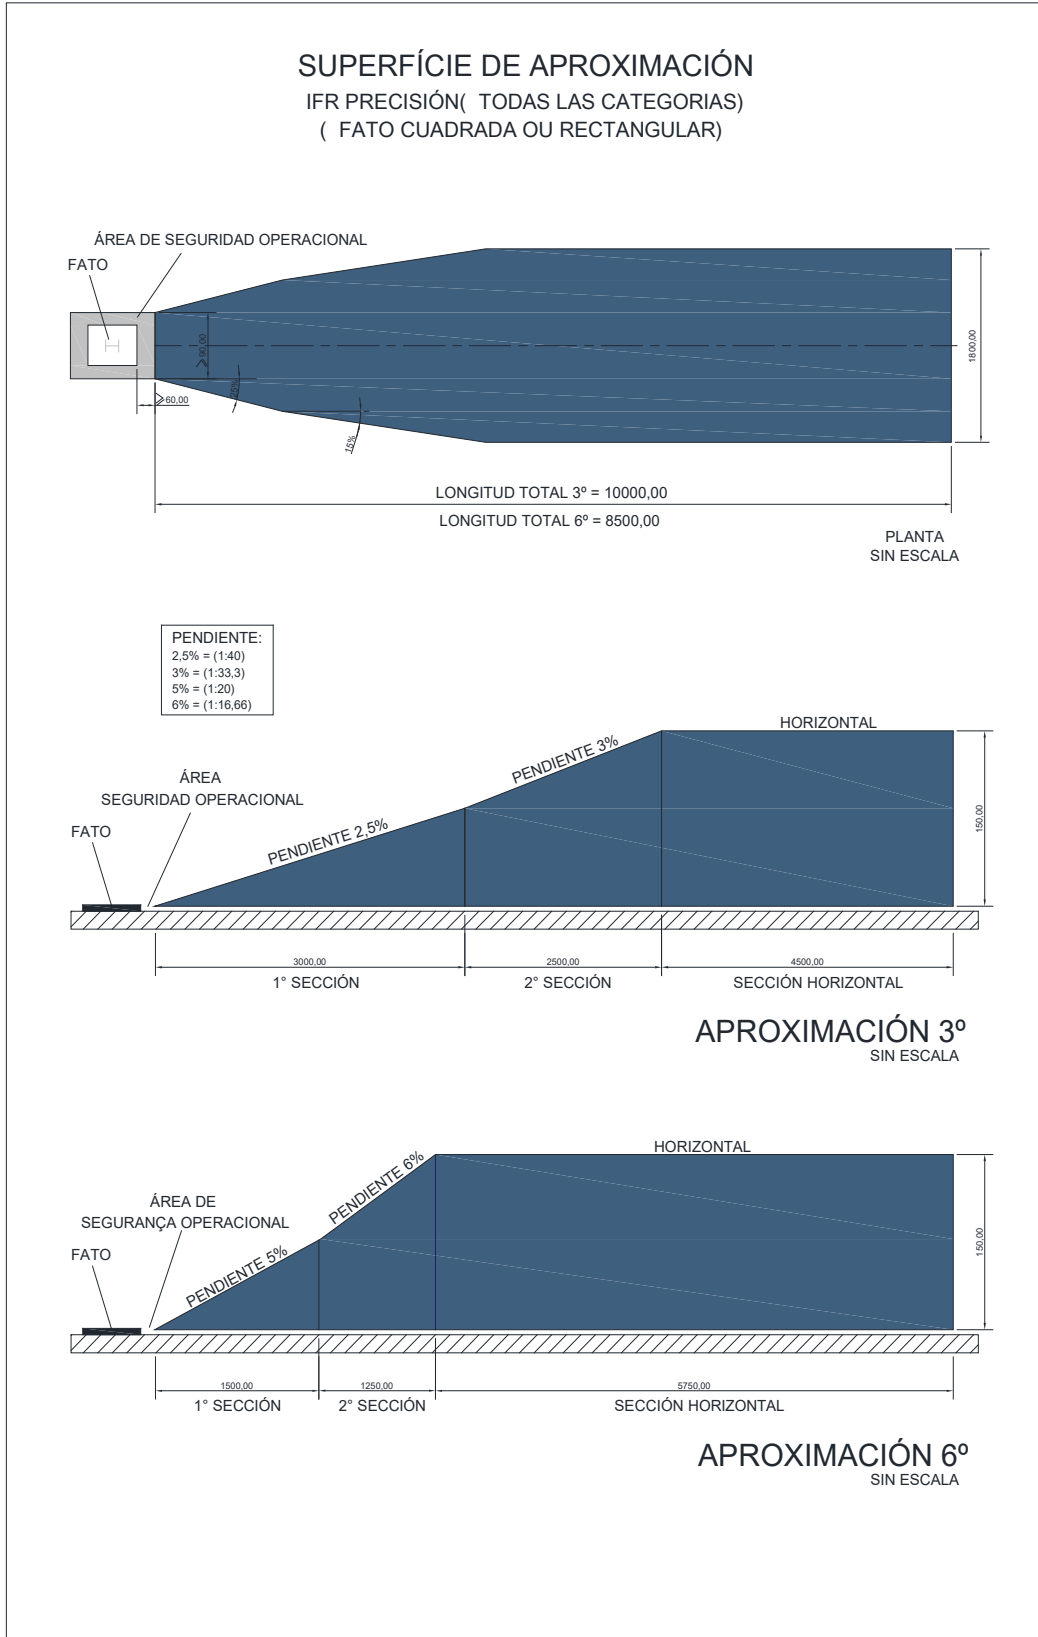 SUPERFÍCIE DE APROXIMACIÓN
IFR PRECISIÓN( TODAS LAS CATEGORIAS)
( FATO CUADRADA OU RECTANGULAR)
ÁREA DE SEGURIDAD OPERACIONAL
FATO
H
≥90,00
1800,00
25%
≥60,00
15%
LONGITUD TOTAL 3º = 10000,00
LONGITUD TOTAL 6º = 8500,00
PLANTA
SIN ESCALA
PENDIENTE:
2,5% = (1:40)
3% = (1:33,3)
5% = (1:20)
6% = (1:16,66)
HORIZONTAL
PENDIENTE 3%
ÁREA
SEGURIDAD OPERACIONAL
PENDIENTE 2,5%
FATO
150,00
3000,00
2500,00
4500,00
1° SECCIÓN
2° SECCIÓN
SECCIÓN HORIZONTAL
APROXIMACIÓN 3º
SIN ESCALA
HORIZONTAL
PENDIENTE 6%
ÁREA DE
SEGURANÇA OPERACIONAL
PENDIENTE 5%
FATO
150,00
1500,00
1250,00
5750,00
1° SECCIÓN
2° SECCIÓN
SECCIÓN HORIZONTAL
APROXIMACIÓN 6º
SIN ESCALA